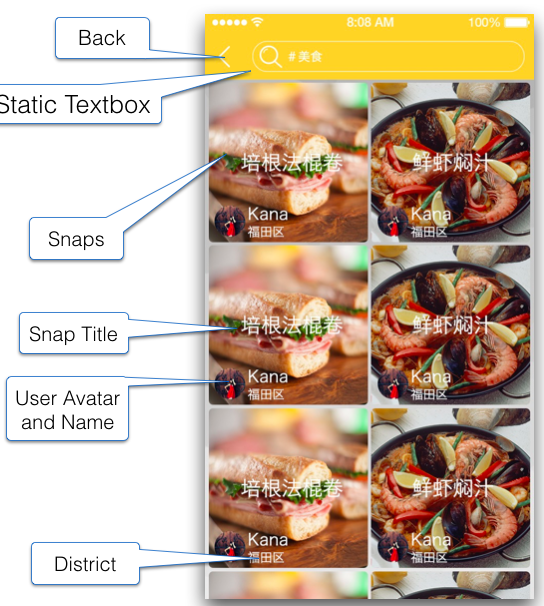 8:08 AM
100%
Back
#美食
Static Textbox
培根法棍卷
鲜虾焖汁
Kana
福田区
Kana
福田区
Snaps
Snap Title
培根法棍卷
鲜虾焖汁
User Avatar
and Name
Kana
福田区
Kana
福田区
培根法棍卷
鲜虾焖汁
Kana
福田区
Kana
福田区
District